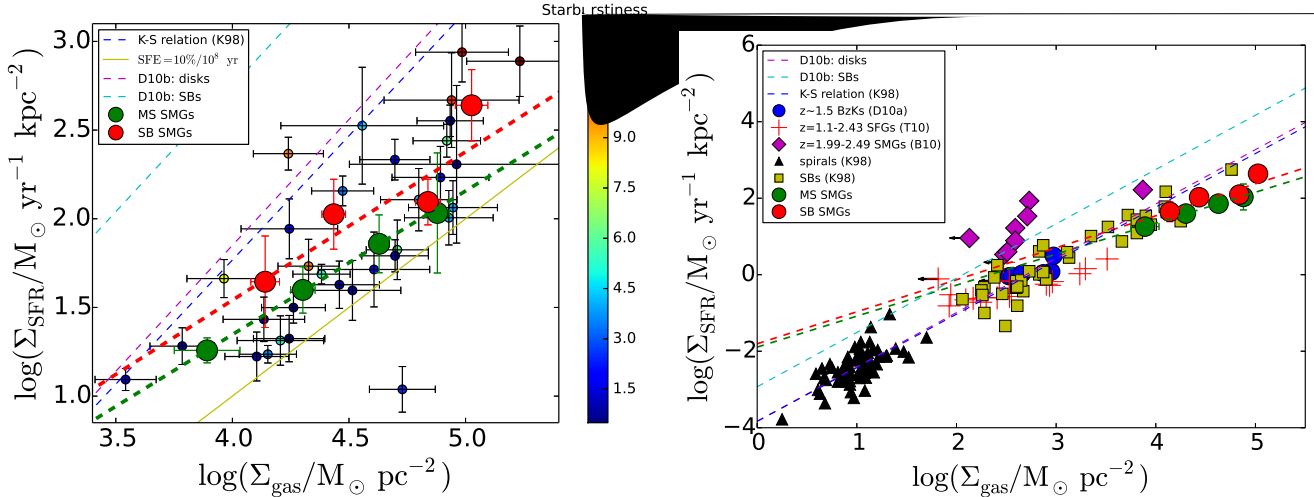 Starb rstiness
K-S relation (K98)
SFE=10%/10⁸ yr
D10b: disks
D10b: SBs
MS SMGs
SB SMGs
3.0
2.5
2.0
1.5
1.0
3.5
4.0
4.5
5.0
log(Σ_SFR/M_⊙ yr⁻¹ kpc⁻²)
log(Σ_gas/M_⊙ pc⁻²)
9.0
7.5
6.0
4.5
3.0
1.5
D10b: disks
D10b: SBs
K-S relation (K98)
z~1.5 BzKs (D10a)
z=1.1-2.43 SFGs (T10)
z=1.99-2.49 SMGs (B10)
spirals (K98)
SBs (K98)
MS SMGs
SB SMGs
6
4
2
0
−2
−4
0
1
2
3
4
5
log(Σ_SFR/M_⊙ yr⁻¹ kpc⁻²)
log(Σ_gas/M_⊙ pc⁻²)